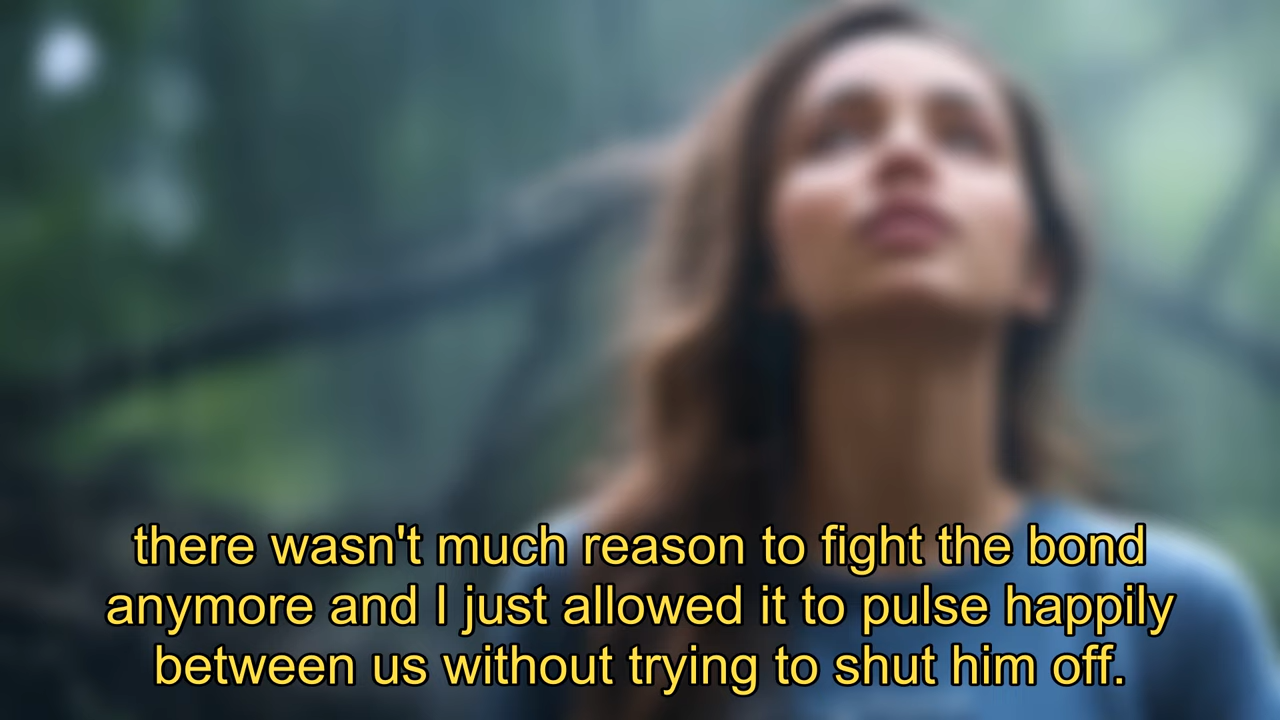 there wasn't much reason to fight the bond
anymore and I just allowed it to pulse happily
between us without trying to shut him off.